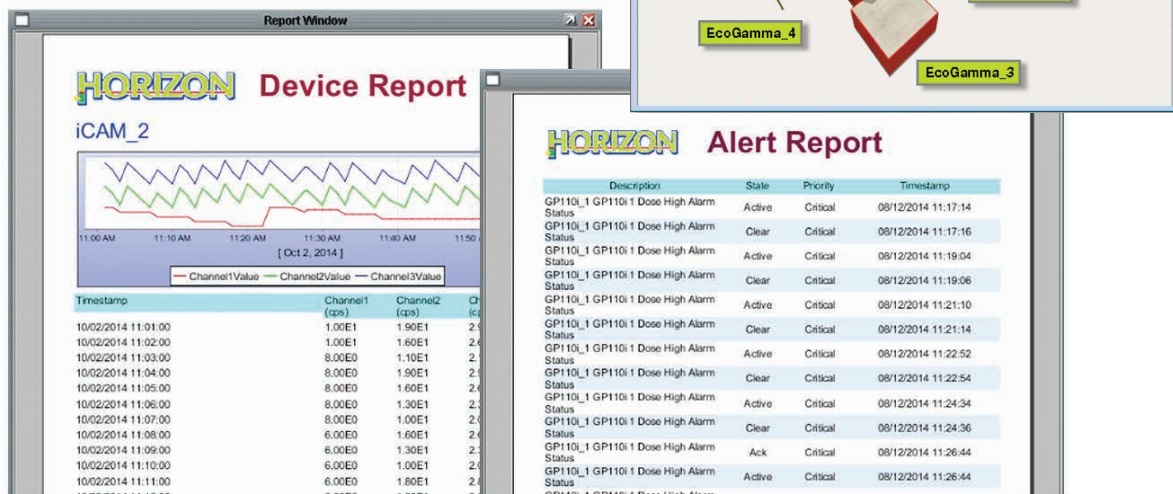 Report Window
EcoGamma_4
EcoGamma_3
HORIZON Device Report
iCAM_2
11:00 AM 11:10 AM 11:20 AM 11:30 AM 11:40 AM 11:50
[ Oct 2, 2014 ]
Channel1Value Channel2Value Channel3Value
Timestamp Channel1 Channel2
(cps) (cps)
10/02/2014 11:01:00 1.00E1 1.90E1
10/02/2014 11:02:00 1.00E1 1.60E1
10/02/2014 11:03:00 8.00E0 1.10E1
10/02/2014 11:04:00 8.00E0 1.90E1
10/02/2014 11:05:00 8.00E0 1.60E1
10/02/2014 11:06:00 8.00E0 1.30E1
10/02/2014 11:07:00 8.00E0 1.00E1
10/02/2014 11:08:00 6.00E0 1.60E1
10/02/2014 11:09:00 6.00E0 1.30E1
10/02/2014 11:10:00 6.00E0 1.00E1
10/02/2014 11:11:00 6.00E0 1.80E1
HORIZON Alert Report
Description State Priority Timestamp
GP110i_1 GP110i 1 Dose High Alarm
Status Active Critical 08/12/2014 11:17:14
GP110i_1 GP110i 1 Dose High Alarm
Status Clear Critical 08/12/2014 11:17:16
GP110i_1 GP110i 1 Dose High Alarm
Status Active Critical 08/12/2014 11:19:04
GP110i_1 GP110i 1 Dose High Alarm
Status Clear Critical 08/12/2014 11:19:06
GP110i_1 GP110i 1 Dose High Alarm
Status Active Critical 08/12/2014 11:21:10
GP110i_1 GP110i 1 Dose High Alarm
Status Clear Critical 08/12/2014 11:21:14
GP110i_1 GP110i 1 Dose High Alarm
Status Active Critical 08/12/2014 11:22:52
GP110i_1 GP110i 1 Dose High Alarm
Status Clear Critical 08/12/2014 11:22:54
GP110i_1 GP110i 1 Dose High Alarm
Status Active Critical 08/12/2014 11:24:34
GP110i_1 GP110i 1 Dose High Alarm
Status Clear Critical 08/12/2014 11:24:36
GP110i_1 GP110i 1 Dose High Alarm
Status Ack Critical 08/12/2014 11:26:44
GP110i_1 GP110i 1 Dose High Alarm
Status Active Critical 08/12/2014 11:26:44